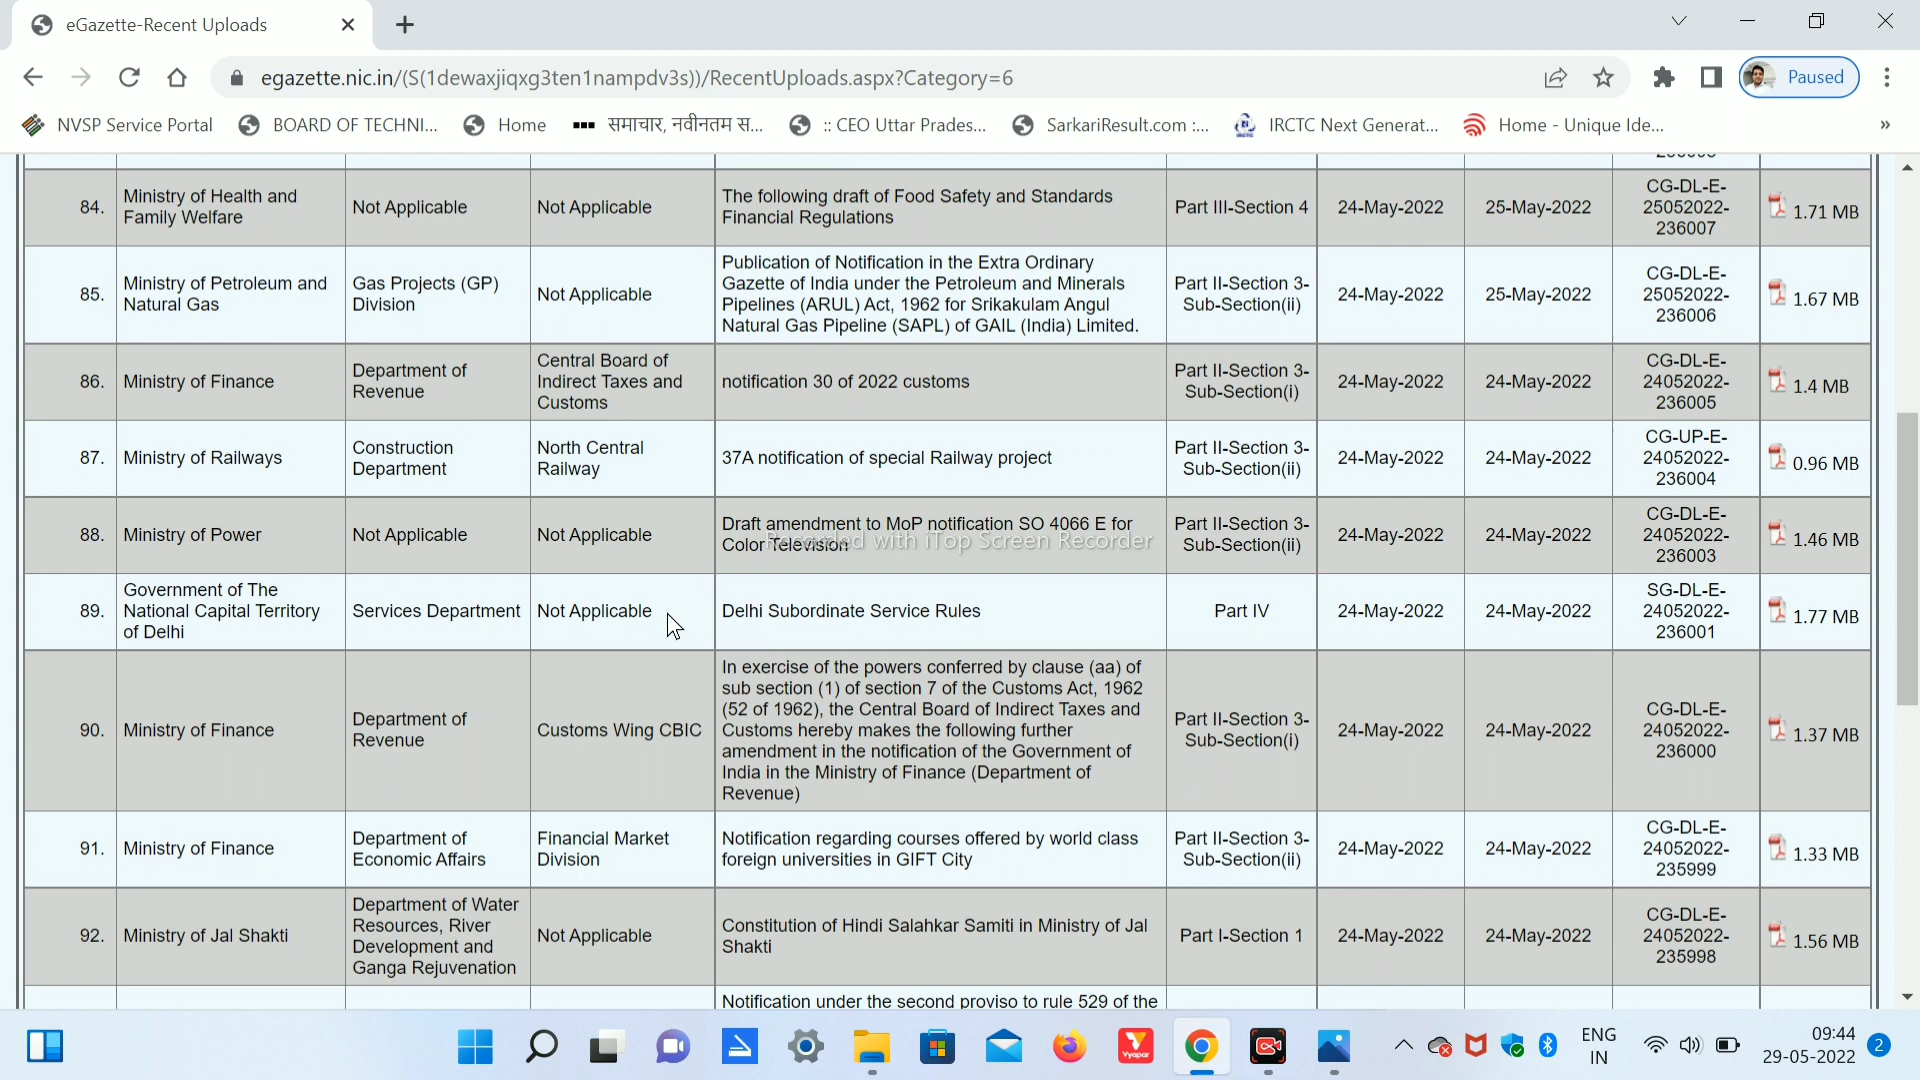 eGazette-Recent Uploads
egazette.nic.in/(S(1dewaxjiqxg3ten1nampdv3s))/RecentUploads.aspx?Category=6
Paused
NVSP Service Portal
BOARD OF TECHNI...
Home
समाचार, नवीनतम स...
:: CEO Uttar Prades...
SarkariResult.com :...
IRCTC Next Generat...
Home - Unique Ide...
»
84.
Ministry of Health and
Family Welfare
Not Applicable
Not Applicable
The following draft of Food Safety and Standards
Financial Regulations
Part III-Section 4
24-May-2022
25-May-2022
CG-DL-E-
25052022-
236007
1.71 MB
85.
Ministry of Petroleum and
Natural Gas
Gas Projects (GP)
Division
Not Applicable
Publication of Notification in the Extra Ordinary
Gazette of India under the Petroleum and Minerals
Pipelines (ARUL) Act, 1962 for Srikakulam Angul
Natural Gas Pipeline (SAPL) of GAIL (India) Limited.
Part II-Section 3-
Sub-Section(ii)
24-May-2022
25-May-2022
CG-DL-E-
25052022-
236006
1.67 MB
86.
Ministry of Finance
Department of
Revenue
Central Board of
Indirect Taxes and
Customs
notification 30 of 2022 customs
Part II-Section 3-
Sub-Section(i)
24-May-2022
24-May-2022
CG-DL-E-
24052022-
236005
1.4 MB
87.
Ministry of Railways
Construction
Department
North Central
Railway
37A notification of special Railway project
Part II-Section 3-
Sub-Section(ii)
24-May-2022
24-May-2022
CG-UP-E-
24052022-
236004
0.96 MB
88.
Ministry of Power
Not Applicable
Not Applicable
Draft amendment to MoP notification SO 4066 E for
Color Television
Recorded with iTop Screen Recorder
Part II-Section 3-
Sub-Section(ii)
24-May-2022
24-May-2022
CG-DL-E-
24052022-
236003
1.46 MB
89.
Government of The
National Capital Territory
of Delhi
Services Department
Not Applicable
Delhi Subordinate Service Rules
Part IV
24-May-2022
24-May-2022
SG-DL-E-
24052022-
236001
1.77 MB
90.
Ministry of Finance
Department of
Revenue
Customs Wing CBIC
In exercise of the powers conferred by clause (aa) of
sub section (1) of section 7 of the Customs Act, 1962
(52 of 1962), the Central Board of Indirect Taxes and
Customs hereby makes the following further
amendment in the notification of the Government of
India in the Ministry of Finance (Department of
Revenue)
Part II-Section 3-
Sub-Section(i)
24-May-2022
24-May-2022
CG-DL-E-
24052022-
236000
1.37 MB
91.
Ministry of Finance
Department of
Economic Affairs
Financial Market
Division
Notification regarding courses offered by world class
foreign universities in GIFT City
Part II-Section 3-
Sub-Section(ii)
24-May-2022
24-May-2022
CG-DL-E-
24052022-
235999
1.33 MB
92.
Ministry of Jal Shakti
Department of Water
Resources, River
Development and
Ganga Rejuvenation
Not Applicable
Constitution of Hindi Salahkar Samiti in Ministry of Jal
Shakti
Part I-Section 1
24-May-2022
24-May-2022
CG-DL-E-
24052022-
235998
1.56 MB
Notification under the second proviso to rule 529 of the
Vyapar
ENG
IN
09:44
29-05-2022
2